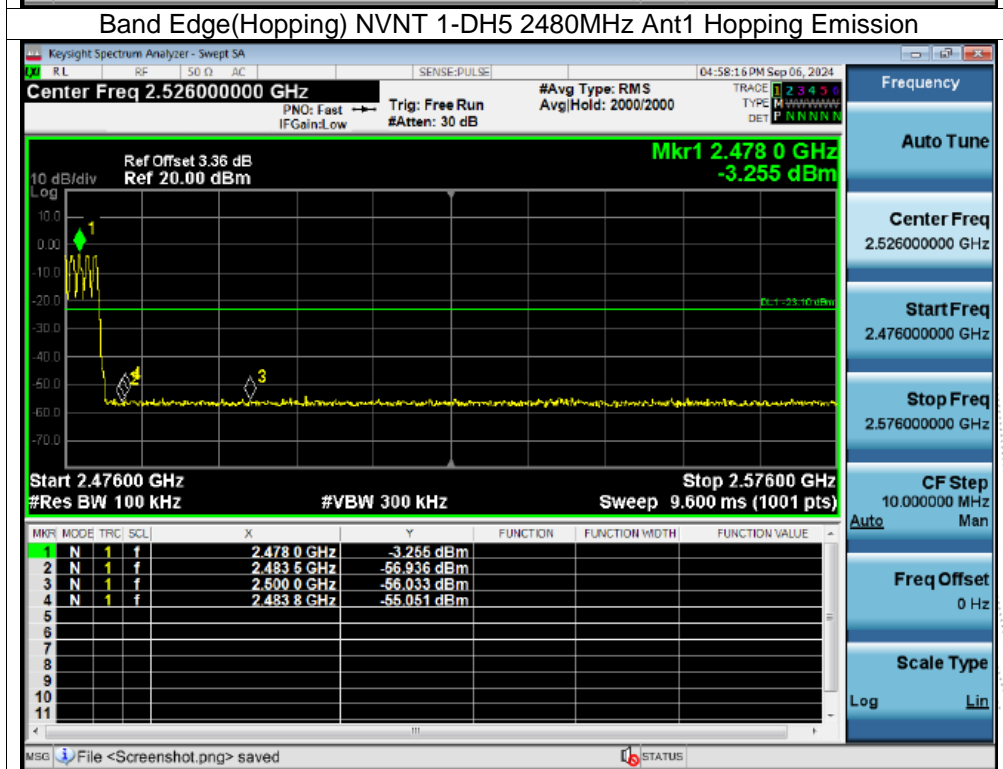 Band Edge(Hopping) NVNT 1-DH5 2480MHz Ant1 Hopping Emission
Keysight Spectrum Analyzer - Swept SA
RL RF 50 Ω AC SENSE:PULSE 04:58:16 PM Sep 06, 2024
Center Freq 2.526000000 GHz #Avg Type: RMS TRACE 1 2 3 4 5 6
PNO: Fast Trig: Free Run Avg|Hold: 2000/2000 TYPE M WWWWW
IFGain:Low #Atten: 30 dB DET P N N N N N
Ref Offset 3.36 dB Mkr1 2.478 0 GHz
10 dB/div Ref 20.00 dBm -3.255 dBm
Log
10.0
0.00
-10.0
-20.0
DL1 -23.10 dBm
-30.0
-40.0
-50.0
-60.0
-70.0
1
2
4
3
Start 2.47600 GHz Stop 2.57600 GHz
#Res BW 100 kHz #VBW 300 kHz Sweep 9.600 ms (1001 pts)
MKR MODE TRC SCL X Y FUNCTION FUNCTION WIDTH FUNCTION VALUE
1 N 1 f 2.478 0 GHz -3.255 dBm
2 N 1 f 2.483 5 GHz -56.936 dBm
3 N 1 f 2.500 0 GHz -56.033 dBm
4 N 1 f 2.483 8 GHz -55.051 dBm
5
6
7
8
9
10
11
MSG File <Screenshot.png> saved STATUS
Frequency
Auto Tune
Center Freq
2.526000000 GHz
Start Freq
2.476000000 GHz
Stop Freq
2.576000000 GHz
CF Step
10.000000 MHz
Auto Man
Freq Offset
0 Hz
Scale Type
Log Lin